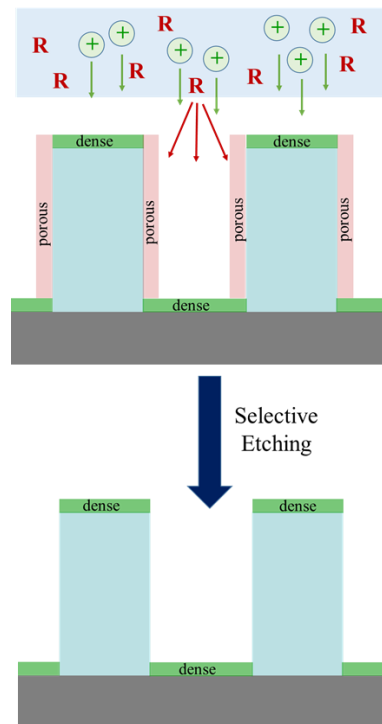 R
+
+
+
+
R
R
+
+
+
R
R
R
R
dense
dense
porous
porous
porous
porous
dense
Selective
Etching
dense
dense
dense